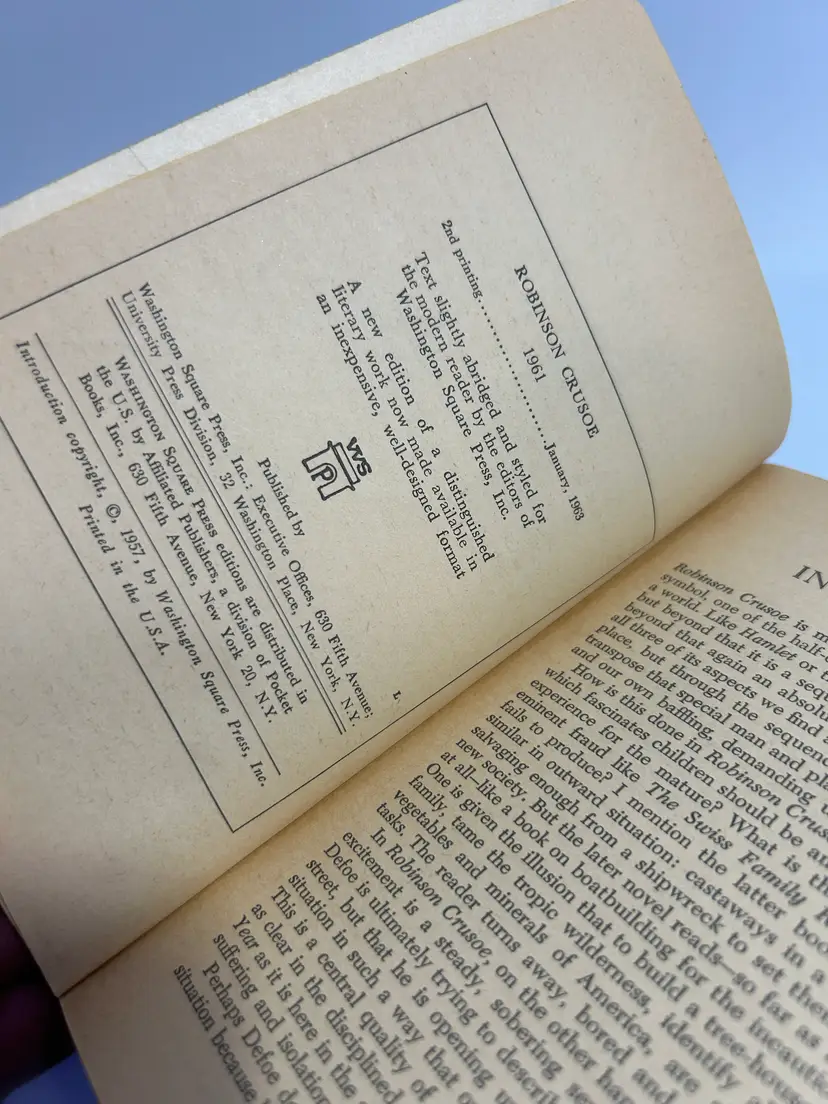 ROBINSON CRUSOE
1961
2nd printing....................January, 1963
Text slightly abridged and styled for
the modern reader by the editors of
Washington Square Press, Inc.
A new edition of a distinguished
literary work now made available in
an inexpensive, well-designed format
WS
P
Published by
Washington Square Press, Inc.: Executive Offices, 630 Fifth Avenue;
University Press Division, 32 Washington Place, New York, N.Y.
WASHINGTON SQUARE PRESS editions are distributed in
the U.S. by Affiliated Publishers, a division of Pocket
Books, Inc., 630 Fifth Avenue, New York 20, N.Y.
L
Introduction copyright, ©, 1957, by Washington Square Press, Inc.
Printed in the U.S.A.
IN
Robinson Crusoe is m
symbol, one of the half-
a world. Like Hamlet or t
but beyond that it is a sequ
beyond that again an absolu
place, but through the sequenc
all three of its aspects we find a
transpose that special man and pl
and our own baffling, demanding
How is this done in Robinson Crus
which fascinates children should be au
experience for the mature? What is th
eminent fraud like The Swiss Family R
fails to produce? I mention the latter boo
similar in outward situation: castaways in a
salvaging enough from a shipwreck to set the
new society. But the later novel reads—so far as
at all—like a book on boatbuilding for the incauti
One is given the illusion that to build a tree-hous
family, tame the tropic wilderness, identify a
vegetables and minerals of America, are
tasks. The reader turns away, bored and
In Robinson Crusoe, on the other han
excitement is a steady, sobering se
Defoe is ultimately trying to describ
street, but that he is opening u
situation in such a way that o
This is a central quality of
as clear in the disciplined
Year as it is here in the
suffering and isolation
Perhaps Defoe d
situation because